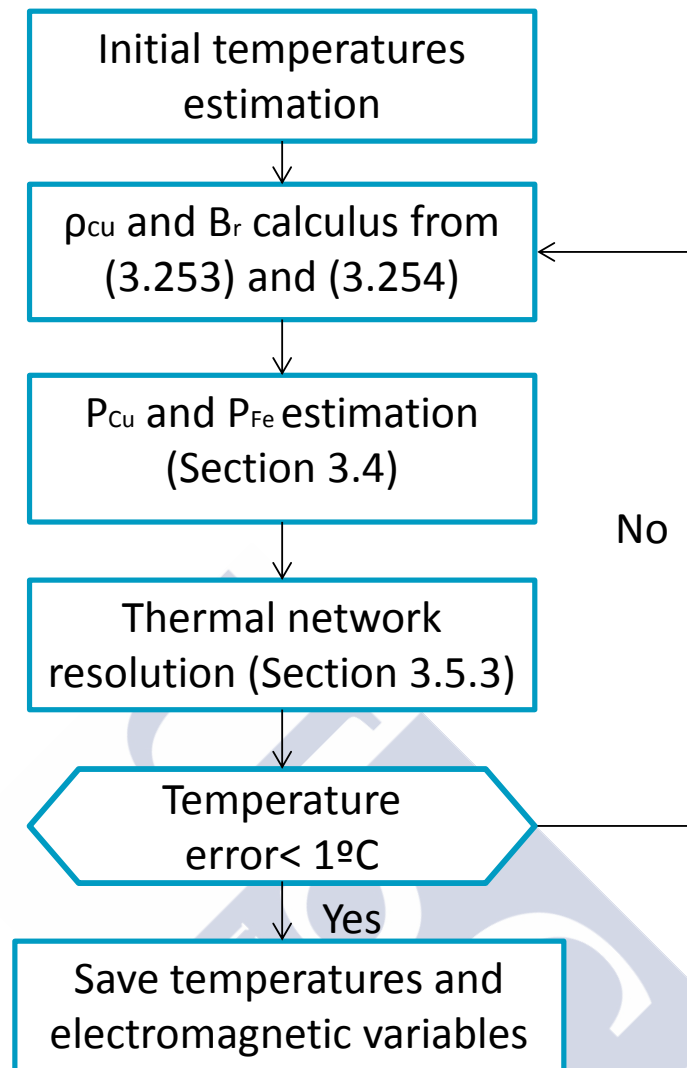 Initial temperatures
estimation
ρcu and Br calculus from
(3.253) and (3.254)
PCu and PFe estimation
(Section 3.4)
No
Thermal network
resolution (Section 3.5.3)
Temperature
error< 1ºC
Yes
Save temperatures and
electromagnetic variables